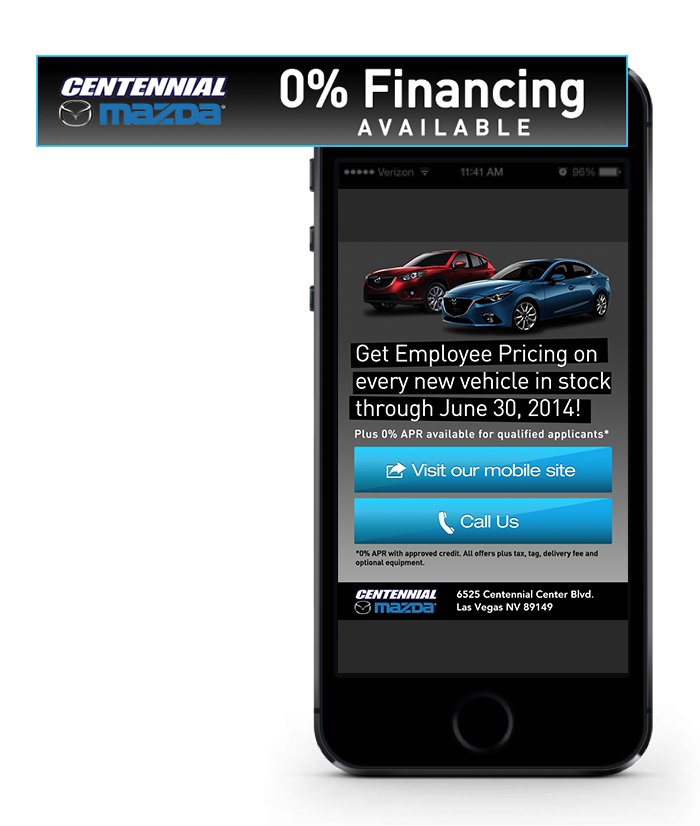 CENTENNIAL
mazda
0% Financing
AVAILABLE
Verizon 11:41 AM 96%
Get Employee Pricing on
every new vehicle in stock
through June 30, 2014!
Plus 0% APR available for qualified applicants*
Visit our mobile site
Call Us
*0% APR with approved credit. All offers plus tax, tag, delivery fee and
optional equipment.
CENTENNIAL
mazda
6525 Centennial Center Blvd.
Las Vegas NV 89149